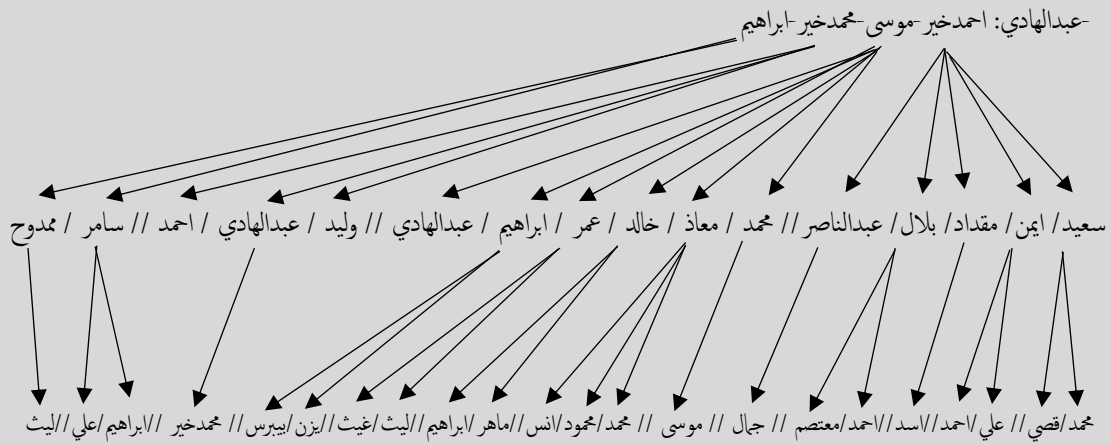 -عبدالهادي: احمدخير-موسى-محمدخير-ابراهيم
سعيد/ ايمن/ مقداد/ بلال/ عبدالناصر// محمد / معاذ / خالد / عمر / ابراهيم / عبدالهادي // وليد / عبدالهادي / احمد // سامر / ممدوح
محمد/قصي// علي/احمد//اسد//احمد/معتصم // جمال // موسى // محمد/محمود/انس//ماهر/ابراهيم//ليث/غيث//يزن/بيبرس// محمدخير //ابراهيم/علي//ليث